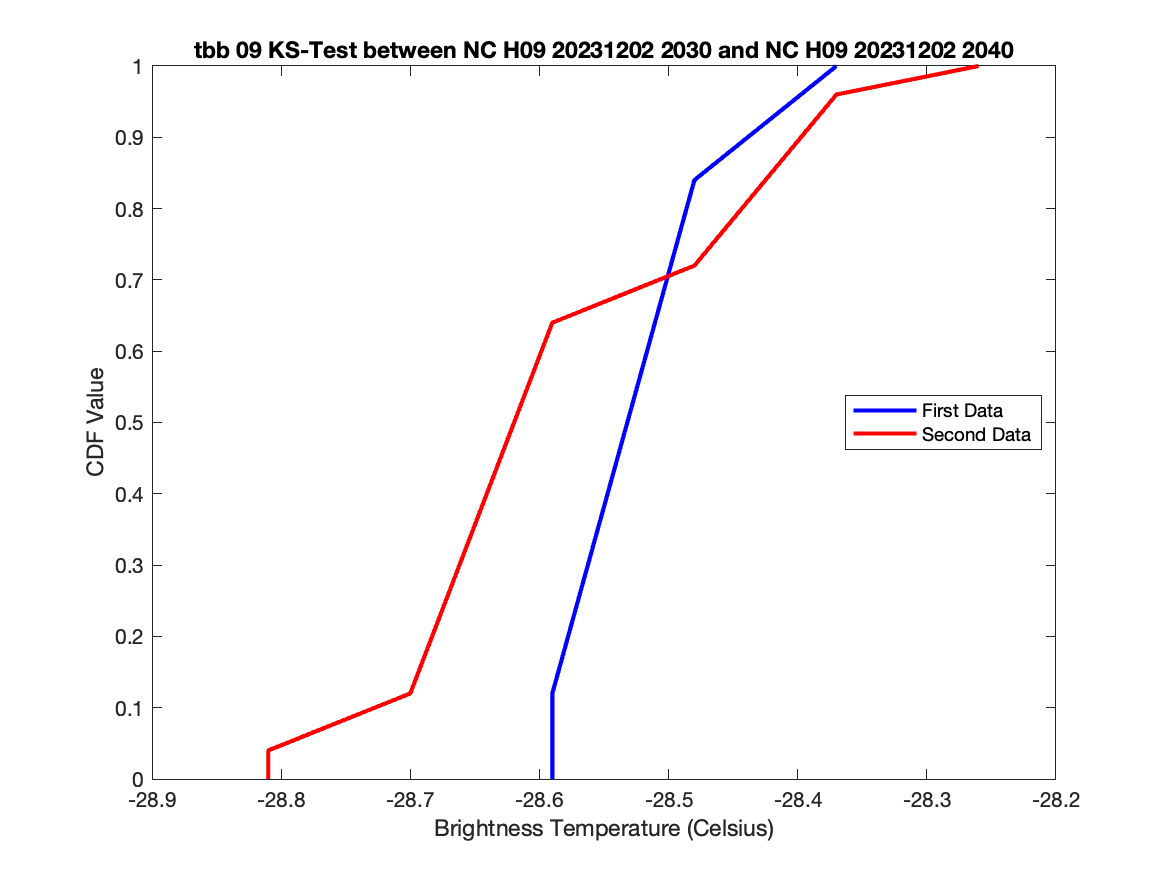 tbb 09 KS-Test between NC H09 20231202 2030 and NC H09 20231202 2040
1
0.9
0.8
0.7
0.6
0.5
0.4
0.3
0.2
0.1
0
CDF Value
First Data
Second Data
-28.9 -28.8 -28.7 -28.6 -28.5 -28.4 -28.3 -28.2
Brightness Temperature (Celsius)